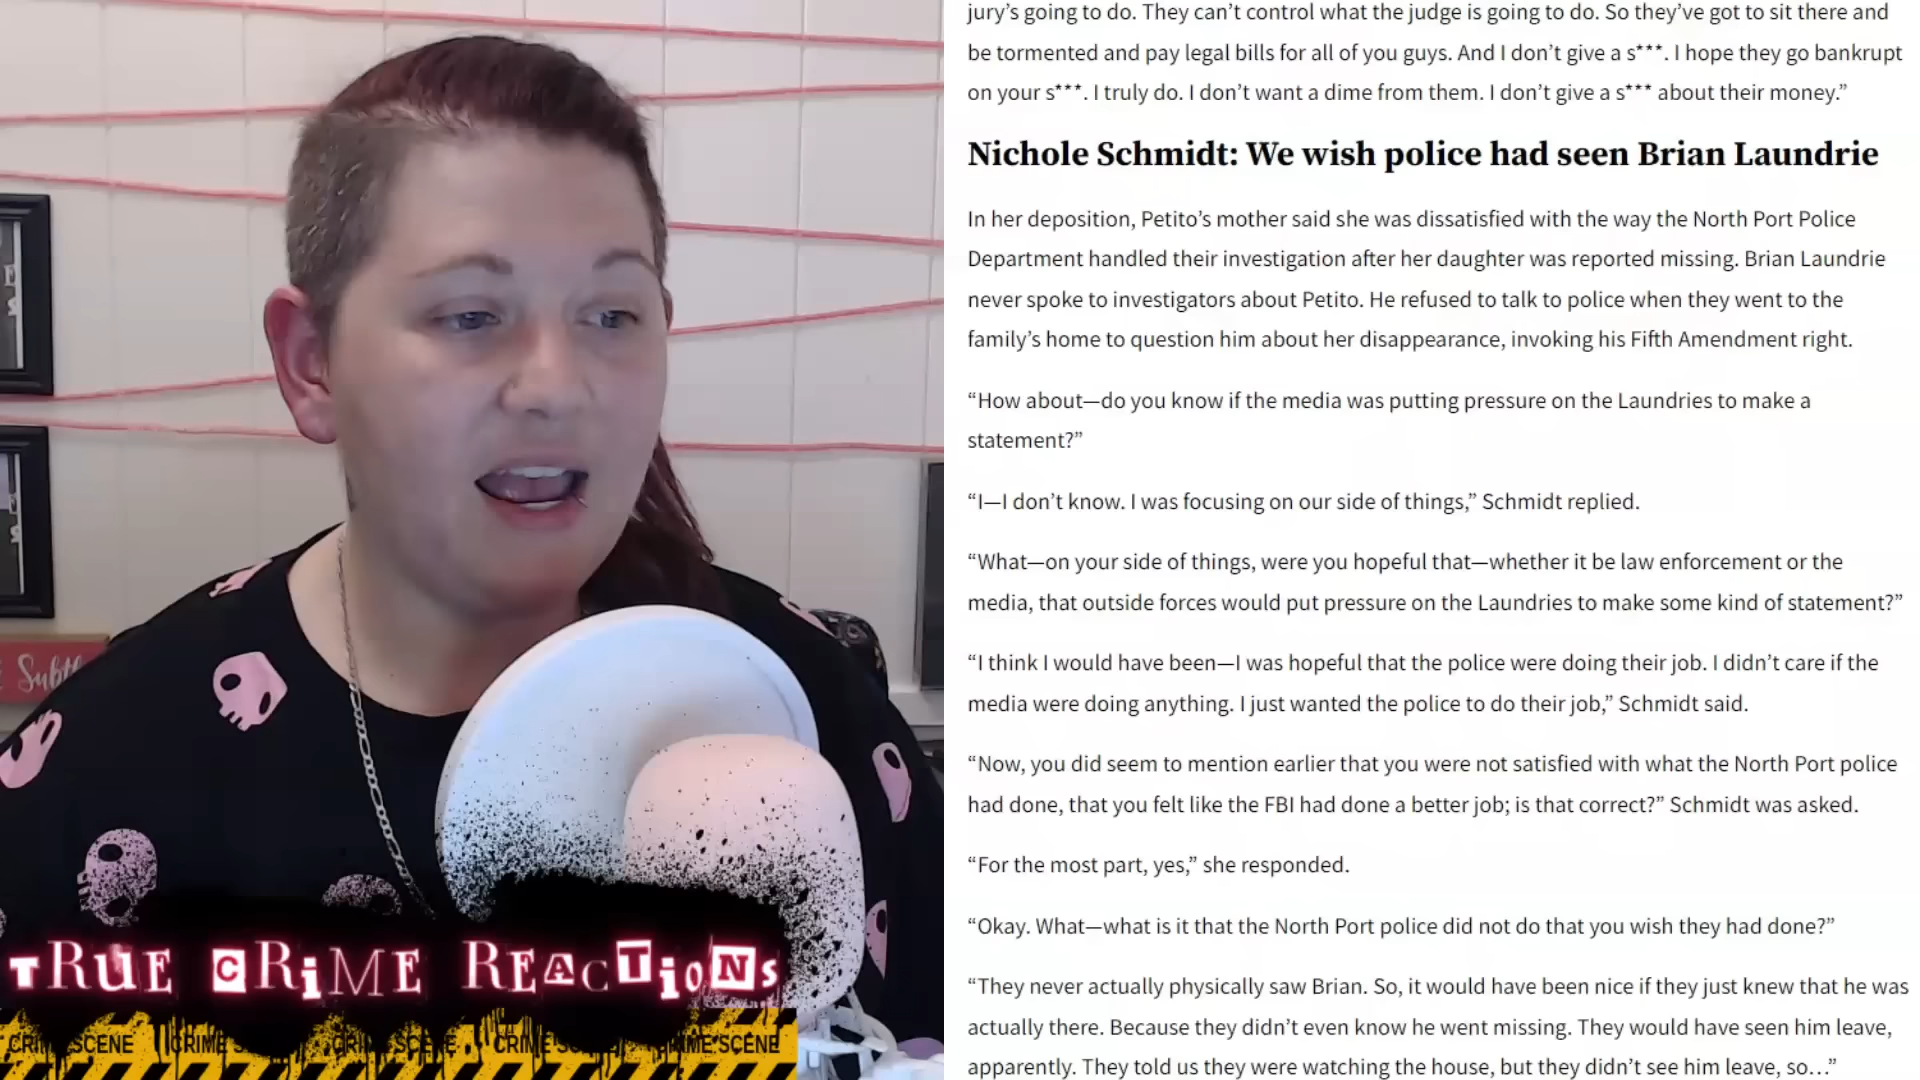 jury’s going to do. They can’t control what the judge is going to do. So they’ve got to sit there and
be tormented and pay legal bills for all of you guys. And I don’t give a s***. I hope they go bankrupt
on your s***. I truly do. I don’t want a dime from them. I don’t give a s*** about their money.”
Nichole Schmidt: We wish police had seen Brian Laundrie
In her deposition, Petito’s mother said she was dissatisfied with the way the North Port Police
Department handled their investigation after her daughter was reported missing. Brian Laundrie
never spoke to investigators about Petito. He refused to talk to police when they went to the
family’s home to question him about her disappearance, invoking his Fifth Amendment right.
“How about—do you know if the media was putting pressure on the Laundries to make a
statement?”
“I—I don’t know. I was focusing on our side of things,” Schmidt replied.
“What—on your side of things, were you hopeful that—whether it be law enforcement or the
media, that outside forces would put pressure on the Laundries to make some kind of statement?”
“I think I would have been—I was hopeful that the police were doing their job. I didn’t care if the
media were doing anything. I just wanted the police to do their job,” Schmidt said.
“Now, you did seem to mention earlier that you were not satisfied with what the North Port police
had done, that you felt like the FBI had done a better job; is that correct?” Schmidt was asked.
“For the most part, yes,” she responded.
“Okay. What—what is it that the North Port police did not do that you wish they had done?”
“They never actually physically saw Brian. So, it would have been nice if they just knew that he was
actually there. Because they didn’t even know he went missing. They would have seen him leave,
apparently. They told us they were watching the house, but they didn’t see him leave, so…”
TRUE CRiME REACTiONs
CRIME SCENE CRIME SCENE CRIME SCENE CRIME SCENE